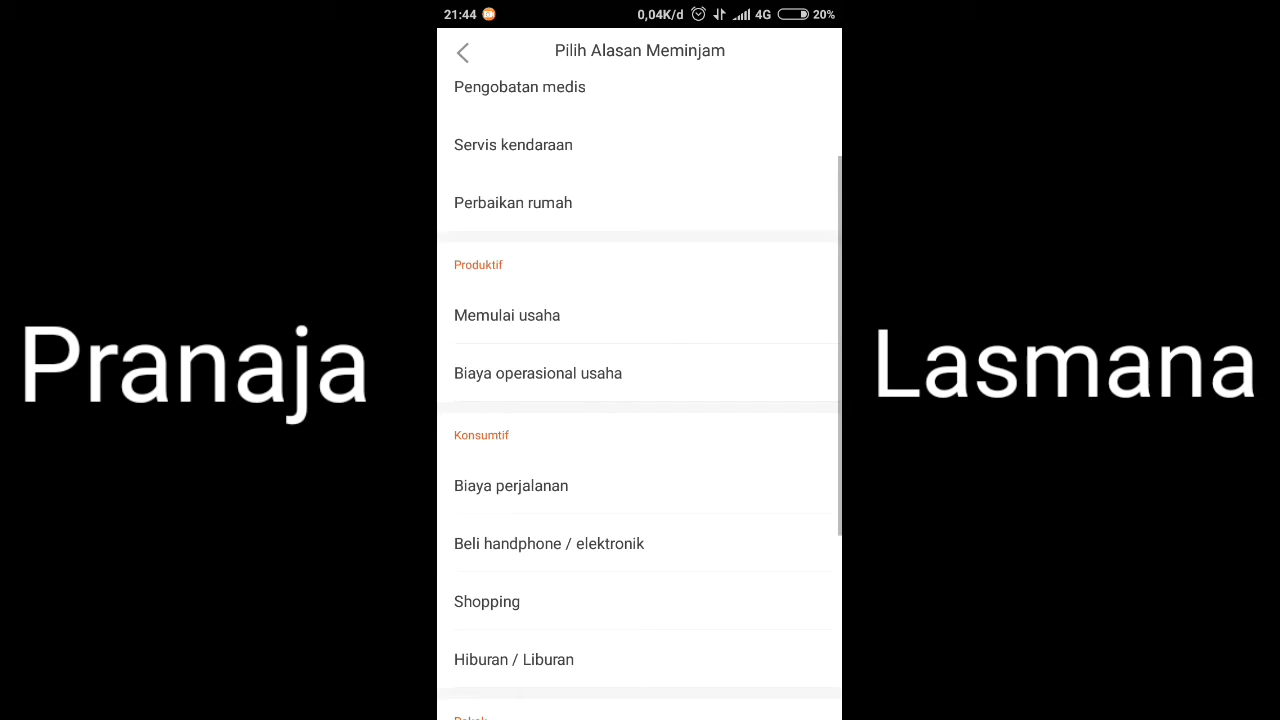 21:44 0,04K/d 4G 20%
Pilih Alasan Meminjam
Pengobatan medis
Servis kendaraan
Perbaikan rumah
Produktif
Memulai usaha
Biaya operasional usaha
Pranaja
Lasmana
Konsumtif
Biaya perjalanan
Beli handphone / elektronik
Shopping
Hiburan / Liburan